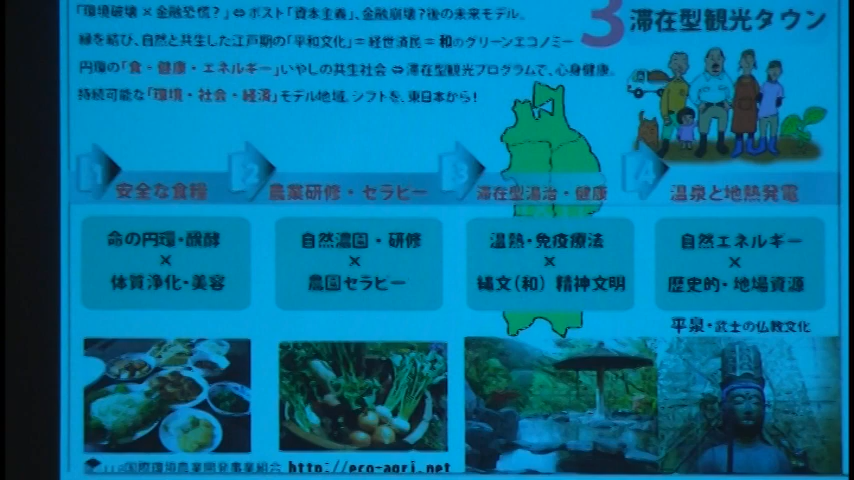 「環境破壊×金融恐慌?」⇔ポスト「資本主義」、金融崩壊?後の未来モデル。
縁を結び、自然と共生した江戸期の「平和文化」=経世済民=和のグリーンエコノミー
円環の「食・健康・エネルギー」いやしの共生社会⇔滞在型観光プログラムで、心身健康。
持続可能な「環境・社会・経済」モデル地域。シフトを、東日本から!
3 滞在型観光タウン
1 安全な食糧
2 農業研修・セラピー
3 滞在型湯治・健康
4 温泉と地熱発電
命の円環・醗酵
×
体質浄化・美容
自然濃園・研修
×
農園セラピー
温熱・免疫療法
×
縄文(和) 精神文明
自然エネルギー
×
歴史的・地場資源
平泉・武士の仏教文化
国際環境農業開発事業組合 http://eco-agri.net